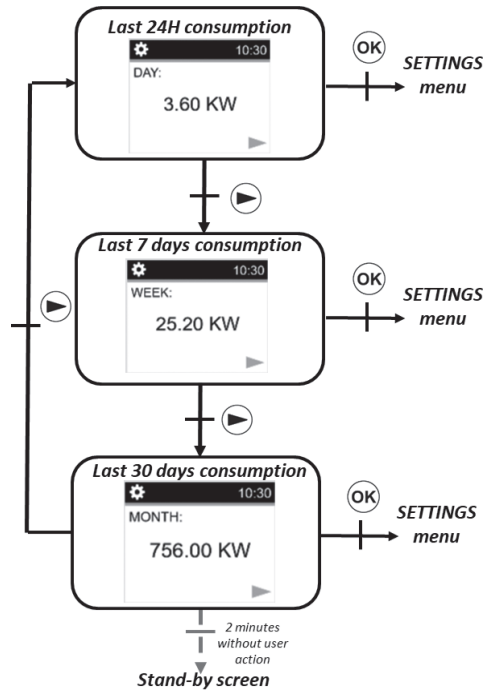 Last 24H consumption
10:30
DAY:
3.60 KW
OK
SETTINGS
menu
Last 7 days consumption
10:30
WEEK:
25.20 KW
OK
SETTINGS
menu
Last 30 days consumption
10:30
MONTH:
756.00 KW
OK
SETTINGS
menu
2 minutes
without user
action
Stand-by screen